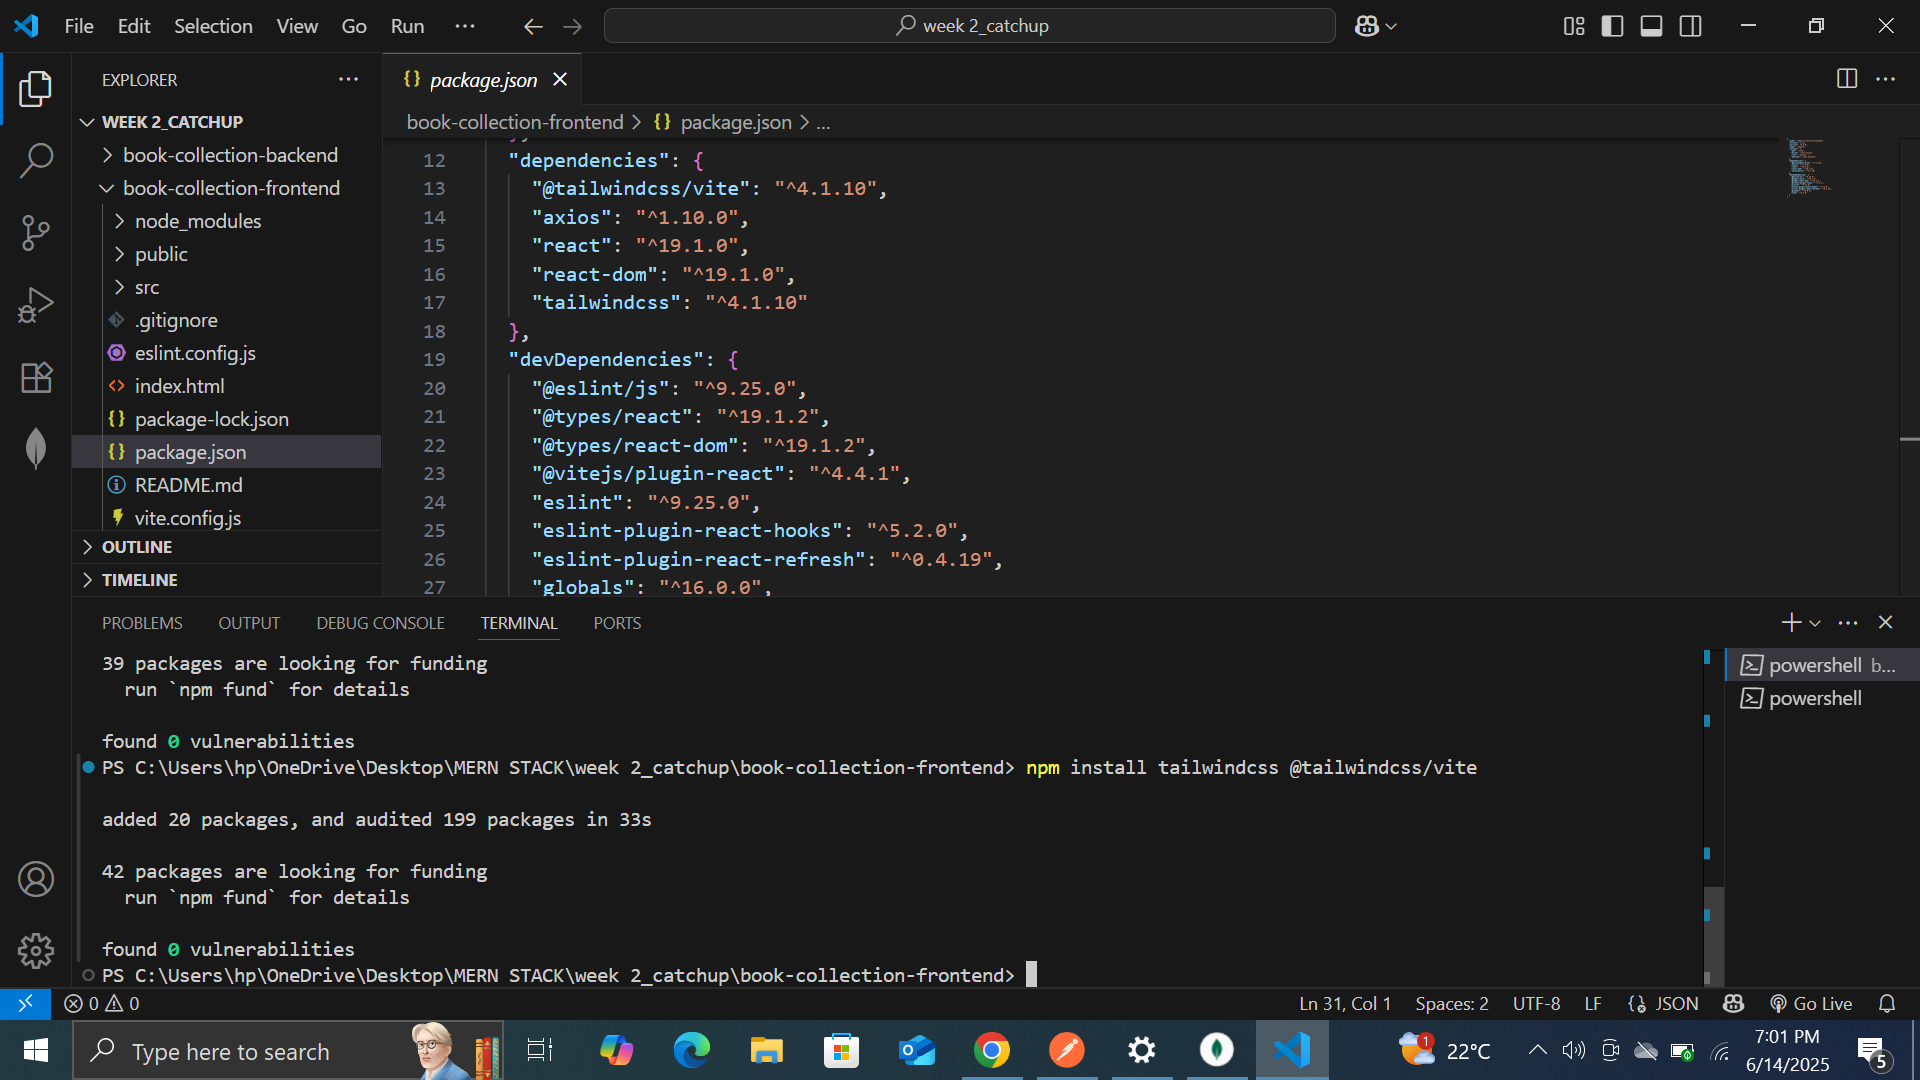 File Edit Selection View Go Run ...
week 2_catchup
EXPLORER
WEEK 2_CATCHUP
book-collection-backend
book-collection-frontend
node_modules
public
src
.gitignore
eslint.config.js
index.html
package-lock.json
package.json
README.md
vite.config.js
OUTLINE
TIMELINE
{} package.json
book-collection-frontend > {} package.json > ...
12 "dependencies": {
13 "@tailwindcss/vite": "^4.1.10",
14 "axios": "^1.10.0",
15 "react": "^19.1.0",
16 "react-dom": "^19.1.0",
17 "tailwindcss": "^4.1.10"
18 },
19 "devDependencies": {
20 "@eslint/js": "^9.25.0",
21 "@types/react": "^19.1.2",
22 "@types/react-dom": "^19.1.2",
23 "@vitejs/plugin-react": "^4.4.1",
24 "eslint": "^9.25.0",
25 "eslint-plugin-react-hooks": "^5.2.0",
26 "eslint-plugin-react-refresh": "^0.4.19",
27 "globals": "^16.0.0",
PROBLEMS OUTPUT DEBUG CONSOLE TERMINAL PORTS
39 packages are looking for funding
run `npm fund` for details
found 0 vulnerabilities
PS C:\Users\hp\OneDrive\Desktop\MERN STACK\week 2_catchup\book-collection-frontend> npm install tailwindcss @tailwindcss/vite
added 20 packages, and audited 199 packages in 33s
42 packages are looking for funding
run `npm fund` for details
found 0 vulnerabilities
PS C:\Users\hp\OneDrive\Desktop\MERN STACK\week 2_catchup\book-collection-frontend>
powershell b...
powershell
0 0
Ln 31, Col 1 Spaces: 2 UTF-8 LF {} JSON Go Live
Type here to search
1
22°C
7:01 PM
6/14/2025
5